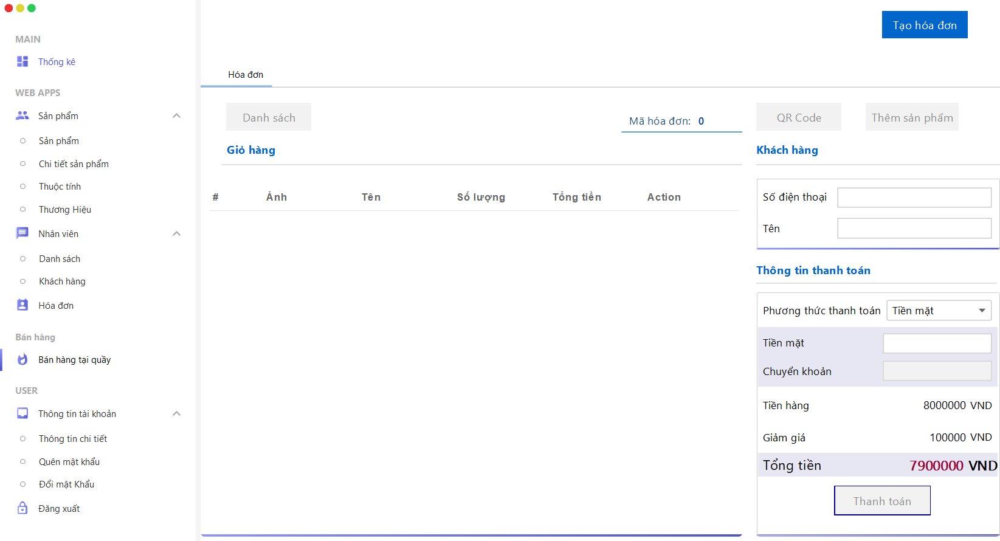 MAIN
Thống kê
WEB APPS
Sản phẩm
Sản phẩm
Chi tiết sản phẩm
Thuộc tính
Thương Hiệu
Nhân viên
Danh sách
Khách hàng
Hóa đơn
Bán hàng
Bán hàng tại quầy
USER
Thông tin tài khoản
Thông tin chi tiết
Quên mật khẩu
Đổi mật Khẩu
Đăng xuất
Tạo hóa đơn
Hóa đơn
Danh sách
Mã hóa đơn: 0
QR Code
Thêm sản phẩm
Giỏ hàng
# Ảnh Tên Số lượng Tổng tiền Action
Khách hàng
Số điện thoại
Tên
Thông tin thanh toán
Phương thức thanh toán Tiền mặt
Tiền mặt
Chuyển khoản
Tiền hàng 8000000 VND
Giảm giá 100000 VND
Tổng tiền 7900000 VND
Thanh toán